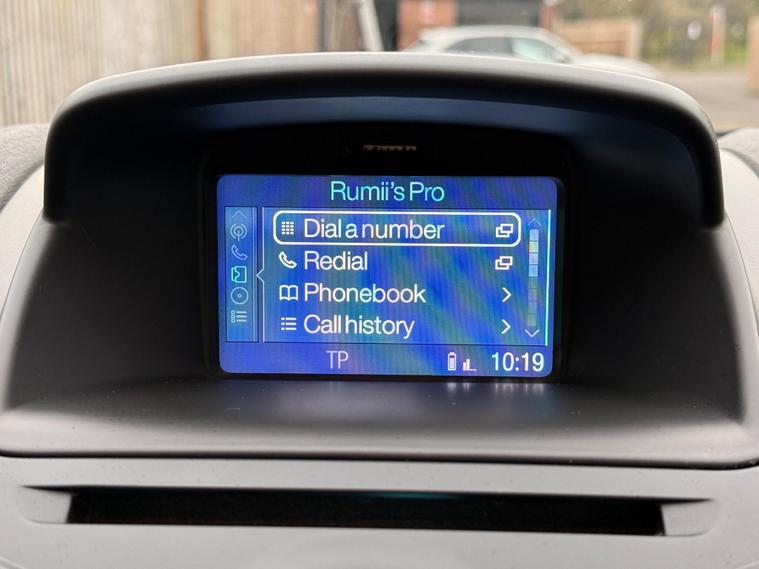 Rumii's Pro
Dial a number
Redial
Phonebook
Call history
TP 10:19